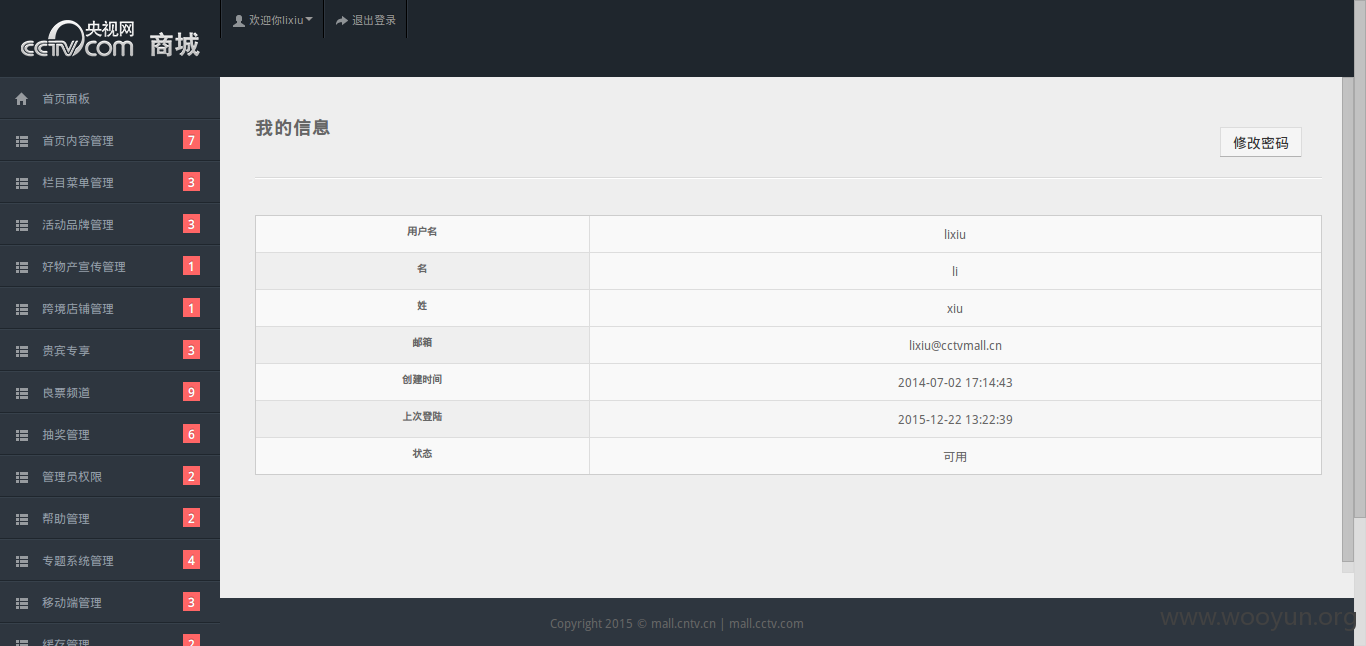 央视网
cctv.com 商城
欢迎你lixiu
退出登录
首页面板
首页内容管理 7
栏目菜单管理 3
活动品牌管理 3
好物产宣传管理 1
跨境店铺管理 1
贵宾专享 3
良票频道 9
抽奖管理 6
管理员权限 2
帮助管理 2
专题系统管理 4
移动端管理 3
缓存管理 2
我的信息
修改密码
用户名 lixiu
名 li
姓 xiu
邮箱 lixiu@cctvmall.cn
创建时间 2014-07-02 17:14:43
上次登陆 2015-12-22 13:22:39
状态 可用
Copyright 2015 © mall.cntv.cn | mall.cctv.com
www.wooyun.org